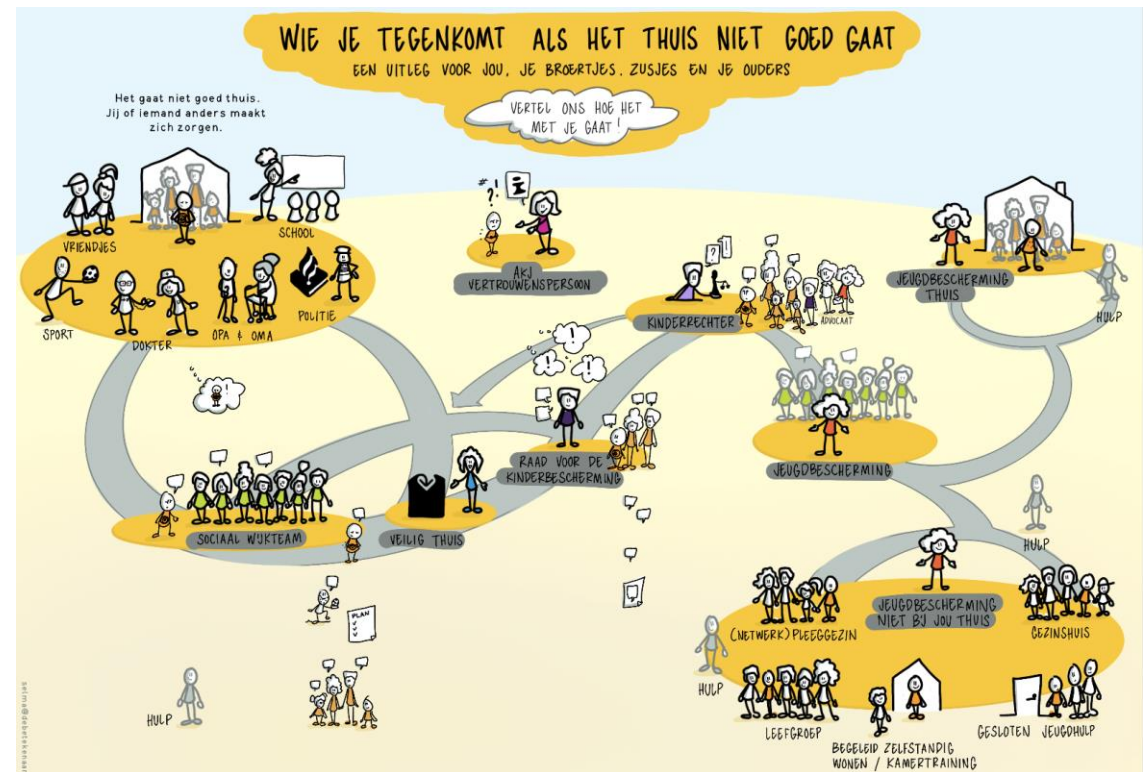 WIE JE TEGENKOMT ALS HET THUIS NIET GOED GAAT
EEN UITLEG VOOR JOU, JE BROERTJES, ZUSJES EN JE OUDERS
VERTEL ONS HOE HET
MET JE GAAT!
Het gaat niet goed thuis.
Jij of iemand anders maakt
zich zorgen.
VRIENDJES
SCHOOL
SPORT
DOKTER
OPA & OMA
POLITIE
AKJ
VERTROUWENSPERSOON
KINDERRECHTER
ADVOCAAT
JEUGDBESCHERMING
THUIS
HULP
RAAD VOOR DE
KINDERBESCHERMING
JEUGDBESCHERMING
SOCIAAL WIJKTEAM
VEILIG THUIS
PLAN
HULP
HULP
JEUGDBESCHERMING
NIET BIJ JOU THUIS
(NETWERK) PLEEGGEZIN
GEZINSHUIS
HULP
LEEFGROEP
BEGELEID ZELFSTANDIG
WONEN / KAMERTRAINING
GESLOTEN JEUGDHULP
selma@debetekenaar